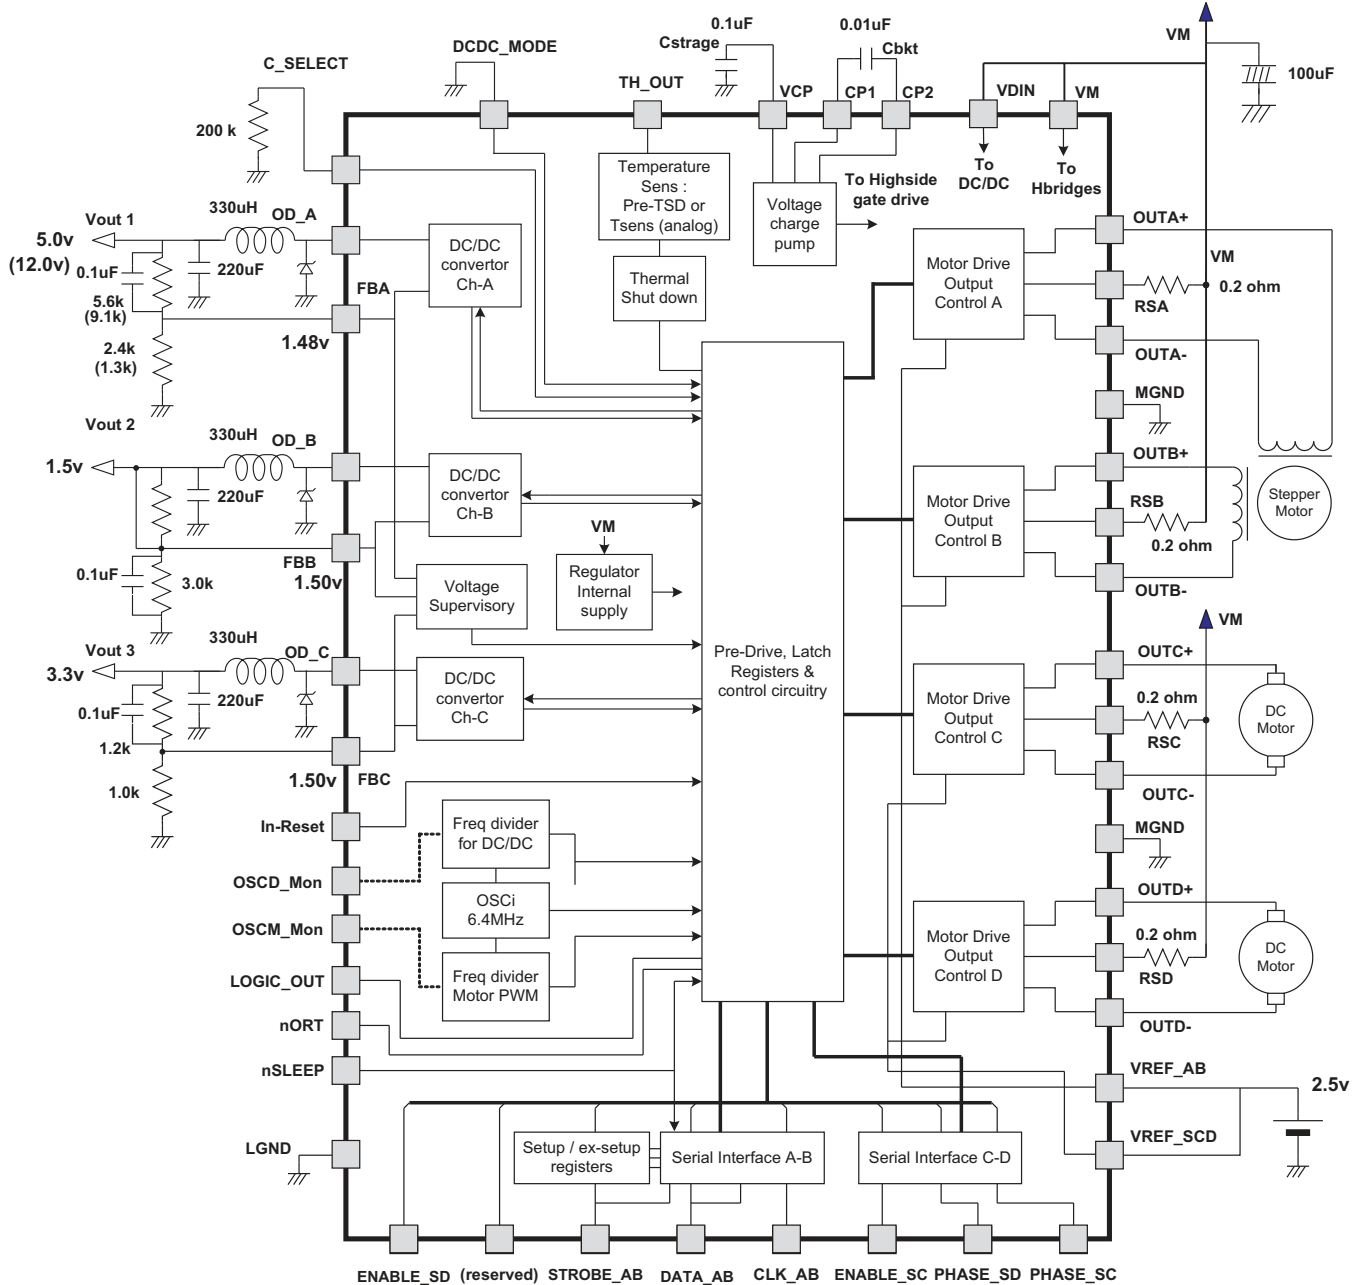 0.1uF
0.01uF
VM
DCDC_MODE
Cstrage
Cbkt
C_SELECT
100uF
TH_OUT
VCP
CP1
CP2
VDIN
VM
200 k
To
DC/DC
To
Hbridges
Temperature
Sens :
Pre-TSD or
Tsens (analog)
To Highside
gate drive
Voltage
charge
pump
330uH
OD_A
Vout 1
5.0v
(12.0v)
0.1uF
220uF
5.6k
(9.1k)
FBA
2.4k
(1.3k)
1.48v
DC/DC
convertor
Ch-A
Thermal
Shut down
Motor Drive
Output
Control A
OUTA+
VM
0.2 ohm
RSA
OUTA-
MGND
Vout 2
330uH
OD_B
1.5v
220uF
FBB
0.1uF
3.0k
1.50v
DC/DC
convertor
Ch-B
VM
Regulator
Internal
supply
Voltage
Supervisory
Motor Drive
Output
Control B
OUTB+
RSB
0.2 ohm
OUTB-
Stepper
Motor
Vout 3
330uH
OD_C
3.3v
0.1uF
220uF
1.2k
1.0k
1.50v
FBC
DC/DC
convertor
Ch-C
Pre-Drive, Latch
Registers &
control circuitry
Motor Drive
Output
Control C
VM
OUTC+
0.2 ohm
RSC
OUTC-
DC
Motor
MGND
In-Reset
OSCD_Mon
OSCM_Mon
LOGIC_OUT
nORT
nSLEEP
LGND
Freq divider
for DC/DC
OSCi
6.4MHz
Freq divider
Motor PWM
Motor Drive
Output
Control D
OUTD+
0.2 ohm
RSD
OUTD-
DC
Motor
VREF_AB
2.5v
VREF_SCD
Setup / ex-setup
registers
Serial Interface A-B
Serial Interface C-D
ENABLE_SD
(reserved)
STROBE_AB
DATA_AB
CLK_AB
ENABLE_SC
PHASE_SD
PHASE_SC